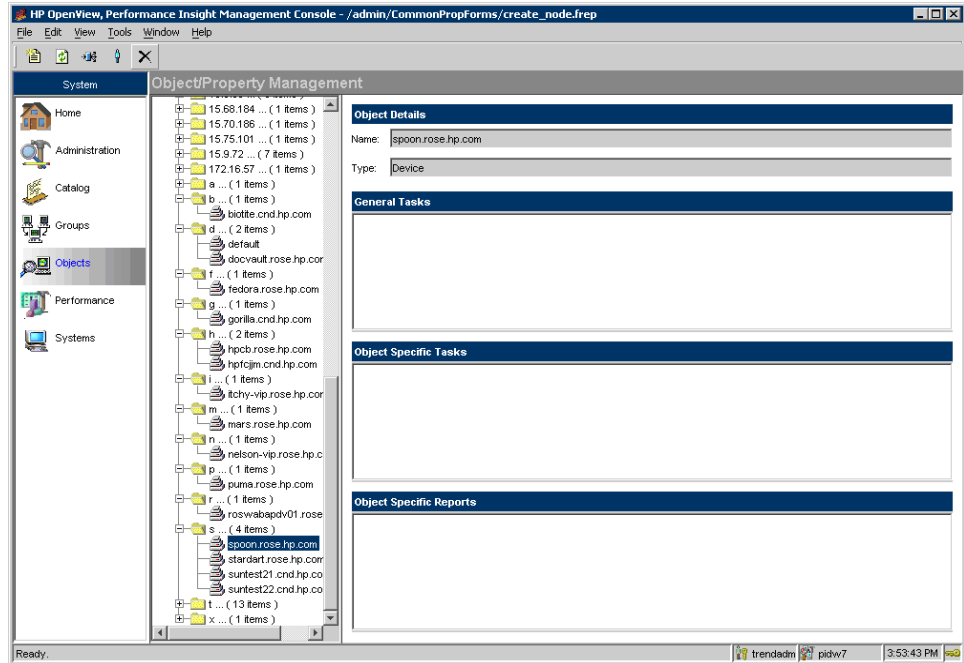 HP OpenView, Performance Insight Management Console - /admin/CommonPropForms/create_node.frep
File Edit View Tools Window Help
System
Home
Administration
Catalog
Groups
Objects
Performance
Systems
Object/Property Management
15.68.184 ... ( 1 items )
15.70.186 ... ( 1 items )
15.75.101 ... ( 1 items )
15.9.72 ... ( 7 items )
172.16.57 ... ( 1 items )
a ... ( 1 items )
b ... ( 1 items )
biotite.cnd.hp.com
d ... ( 2 items )
default
docvault.rose.hp.cor
f ... ( 1 items )
fedora.rose.hp.com
g ... ( 1 items )
gorilla.cnd.hp.com
h ... ( 2 items )
hpcb.rose.hp.com
hpfcjjm.cnd.hp.com
i ... ( 1 items )
itchy-vip.rose.hp.cor
m ... ( 1 items )
mars.rose.hp.com
n ... ( 1 items )
nelson-vip.rose.hp.c
p ... ( 1 items )
puma.rose.hp.com
r ... ( 1 items )
roswabapdv01.rose
s ... ( 4 items )
spoon.rose.hp.com
stardart.rose.hp.com
suntest21.cnd.hp.co
suntest22.cnd.hp.co
t ... ( 13 items )
x ... ( 1 items )
Object Details
Name: spoon.rose.hp.com
Type: Device
General Tasks
Object Specific Tasks
Object Specific Reports
Ready.
trendadm pidw7 3:53:43 PM